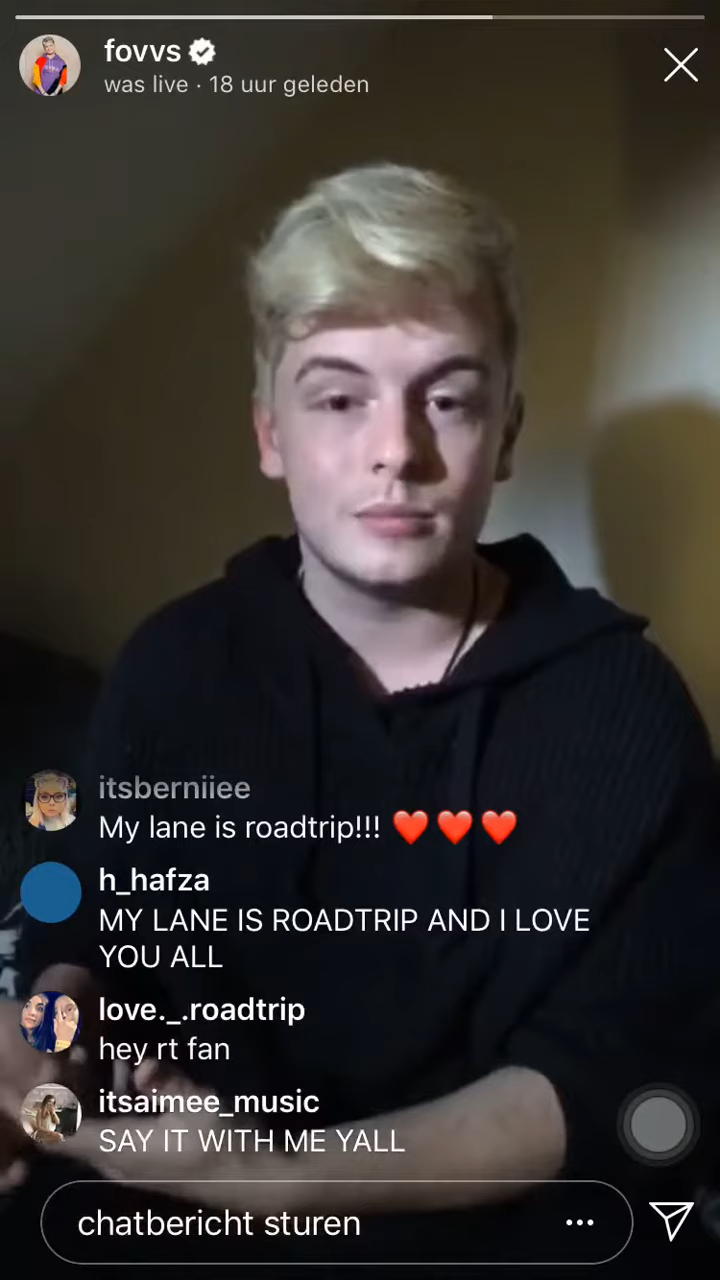 fovvs
was live · 18 uur geleden
itsberniiee
My lane is roadtrip!!! ❤️❤️❤️
h_hafza
MY LANE IS ROADTRIP AND I LOVE
YOU ALL
love._.roadtrip
hey rt fan
itsaimee_music
SAY IT WITH ME YALL
chatbericht sturen